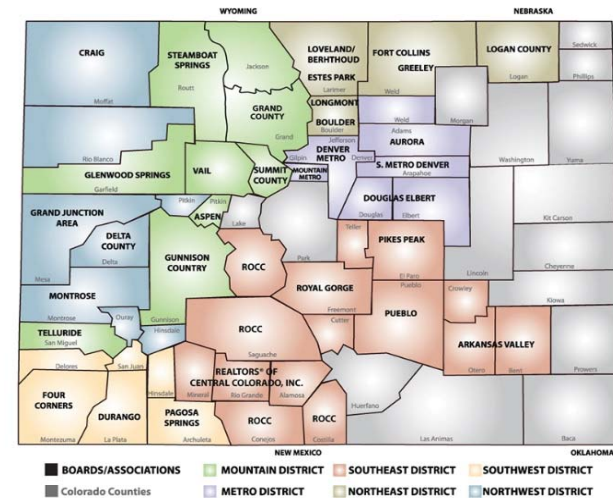 WYOMING
NEBRASKA
CRAIG
Moffat
STEAMBOAT
SPRINGS
Routt
Jackson
LOVELAND/
BERHTHOUD
ESTES PARK
Larimer
FORT COLLINS
GREELEY
Weld
LOGAN COUNTY
Logan
Sedwick
Phillps
GRAND
COUNTY
Grand
LONGMONT
BOULDER
Boulder
Jefferson
Weld
Morgan
Adams
AURORA
Washington
Yuma
Rio Blanco
GLENWOOD SPRINGS
Garfield
VAIL
SUMMIT
COUNTY
Gilpin
DENVER
METRO
Denver
MOUNTAIN
METRO
S. METRO DENVER
Arapahoe
DOUGLAS ELBERT
Douglas
Elbert
Kit Carson
Pitkin
Pitkin
ASPEN
Lake
Park
GRAND JUNCTION
AREA
Mesa
DELTA
COUNTY
Delta
GUNNISON
COUNTRY
Gunnison
ROCC
Teller
PIKES PEAK
El Paro
Lincoln
Cheyenne
ROYAL GORGE
Fremont
Cutter
Pueblo
PUEBLO
Crowley
Kiowa
MONTROSE
Montrose
Ouray
Hinsdale
TELLURIDE
San Miguel
ROCC
Saguache
ARKANSAS VALLEY
Otero
Bent
Prowers
Delores
San Juan
FOUR
CORNERS
Montezuma
DURANGO
La Plata
Hinsdale
PAGOSA
SPRINGS
Archuleta
REALTORS® OF
CENTRAL COLORADO, INC.
Mineral
Rio Grande
Alamosa
ROCC
Conejos
ROCC
Costilla
Huerfano
Las Animas
Baca
NEW MEXICO
OKLAHOMA
BOARDS/ASSOCIATIONS
MOUNTAIN DISTRICT
SOUTHEAST DISTRICT
SOUTHWEST DISTRICT
Colorado Counties
METRO DISTRICT
NORTHEAST DISTRICT
NORTHWEST DISTRICT